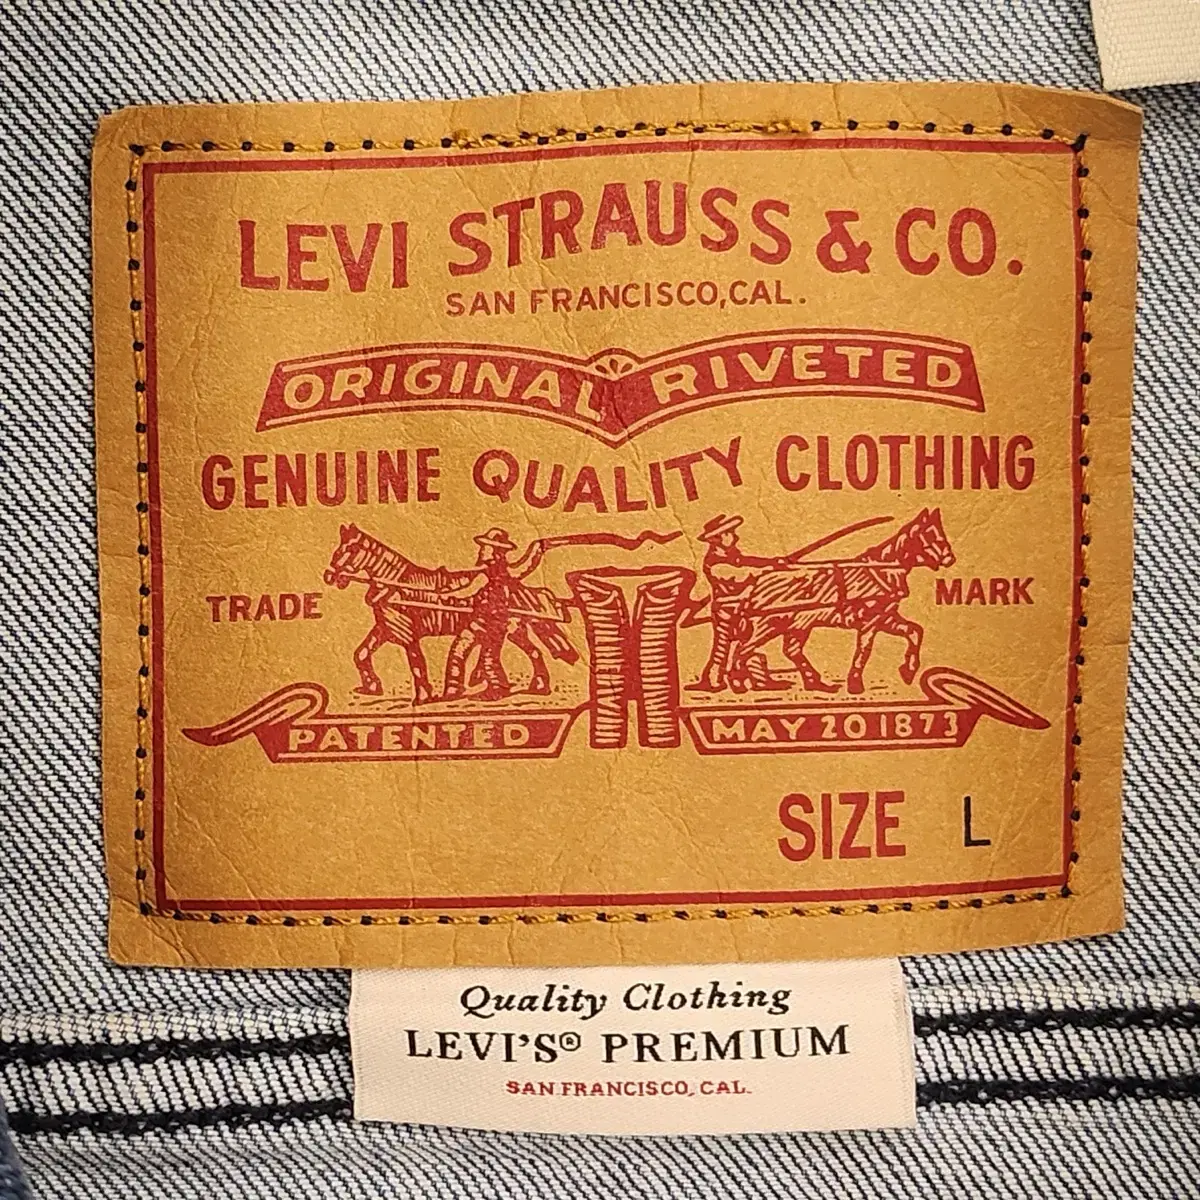 LEVI STRAUSS & CO.
SAN FRANCISCO, CAL.
ORIGINAL RIVETED
GENUINE QUALITY CLOTHING
TRADE MARK
PATENTED MAY 20 1873
SIZE L
Quality Clothing
LEVI'S® PREMIUM
SAN FRANCISCO, CAL.